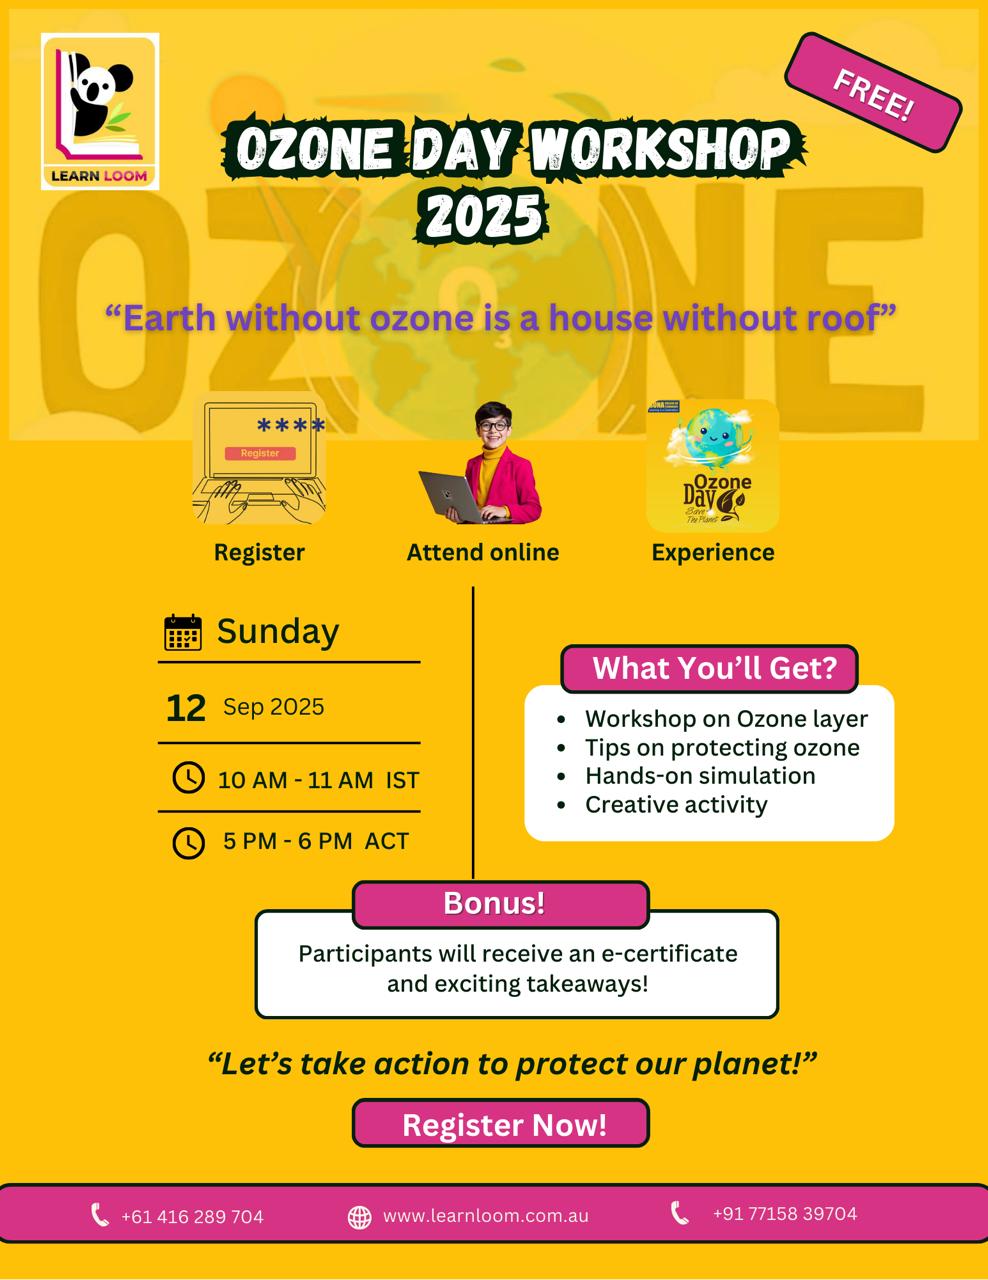 LEARN LOOM
FREE!
OZONE DAY WORKSHOP
2025
OZONE
O3
“Earth without ozone is a house without roof”
****
Register
Ozone
Day
Save
The Planet
Register
Attend online
Experience
Sunday
12 Sep 2025
10 AM - 11 AM IST
5 PM - 6 PM ACT
What You’ll Get?
• Workshop on Ozone layer
• Tips on protecting ozone
• Hands-on simulation
• Creative activity
Bonus!
Participants will receive an e-certificate
and exciting takeaways!
“Let’s take action to protect our planet!”
Register Now!
+61 416 289 704
www.learnloom.com.au
+91 77158 39704